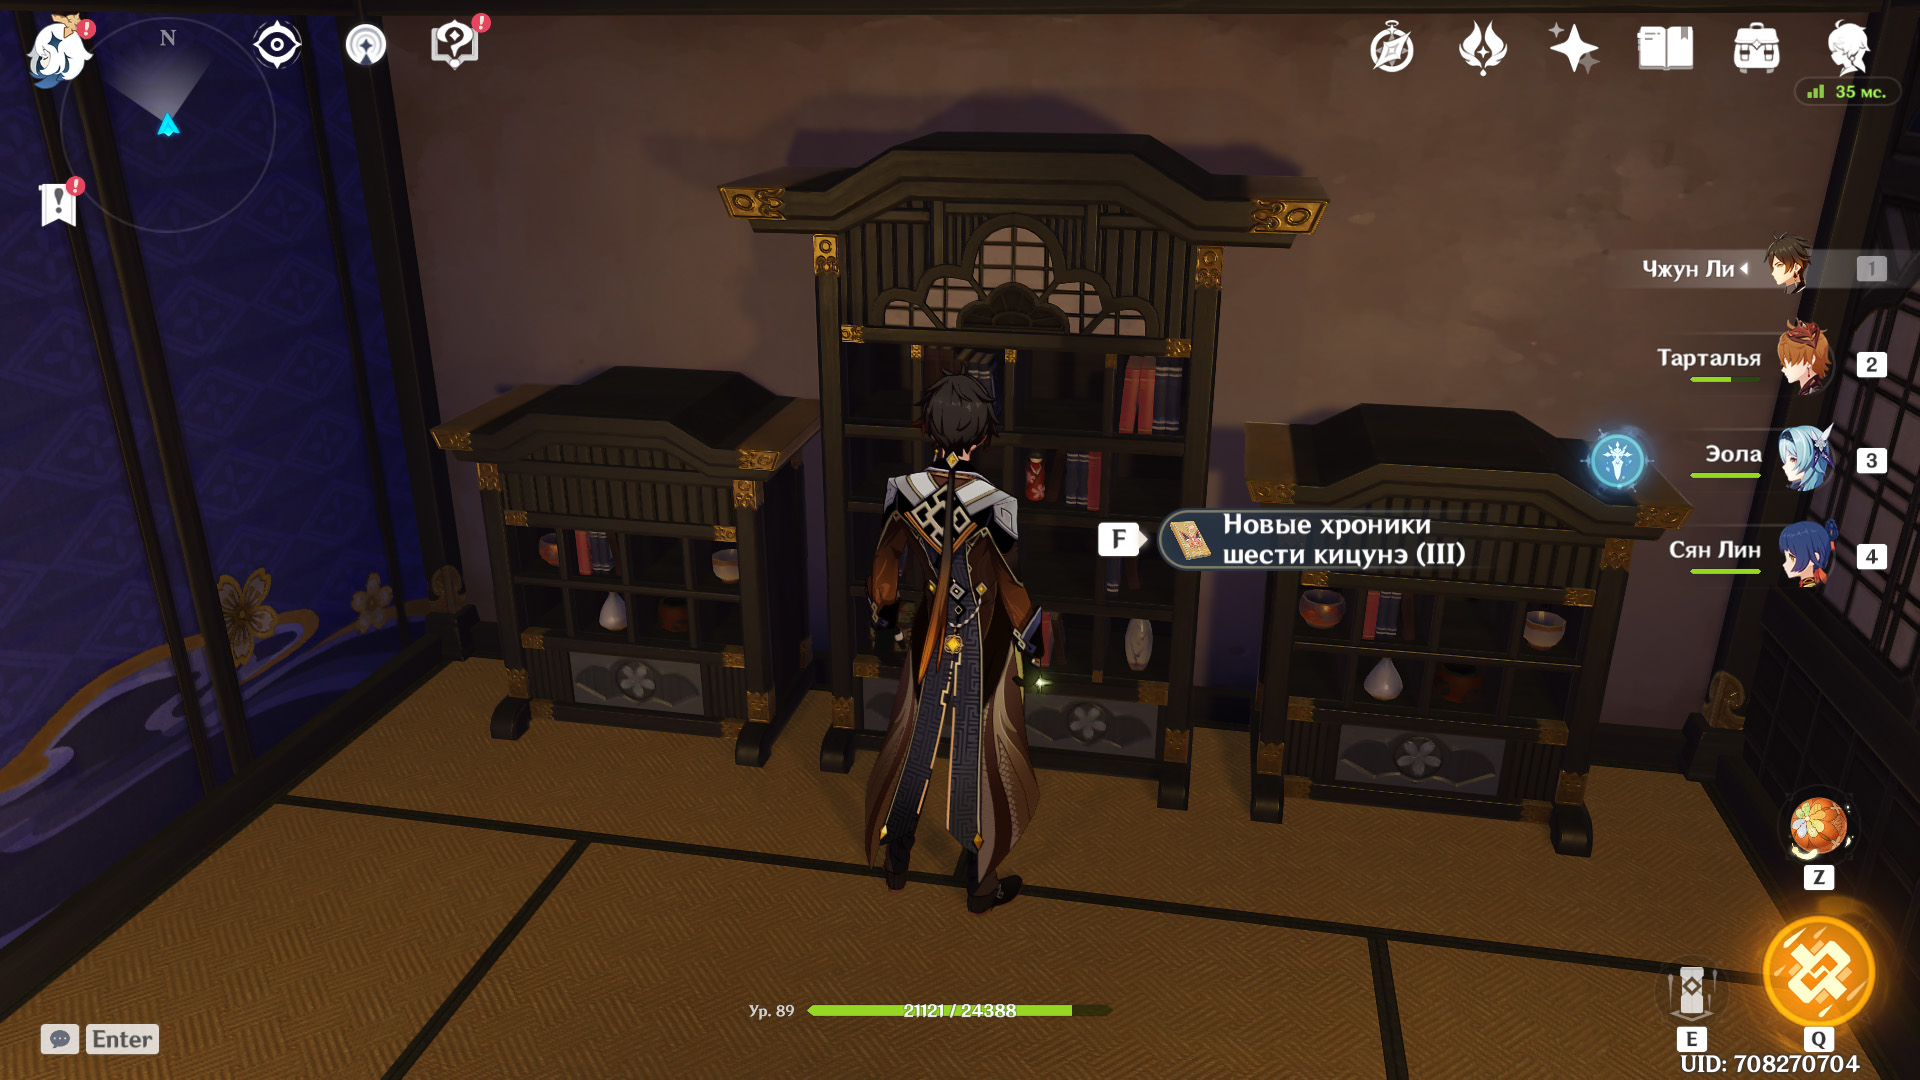 N
35 мс.
Чжун Ли
1
Тарталья
2
Эола
3
Сян Лин
4
F
Новые хроники
шести кицунэ (III)
Z
Ур. 89
21121 / 24388
Enter
E
Q
UID: 708270704